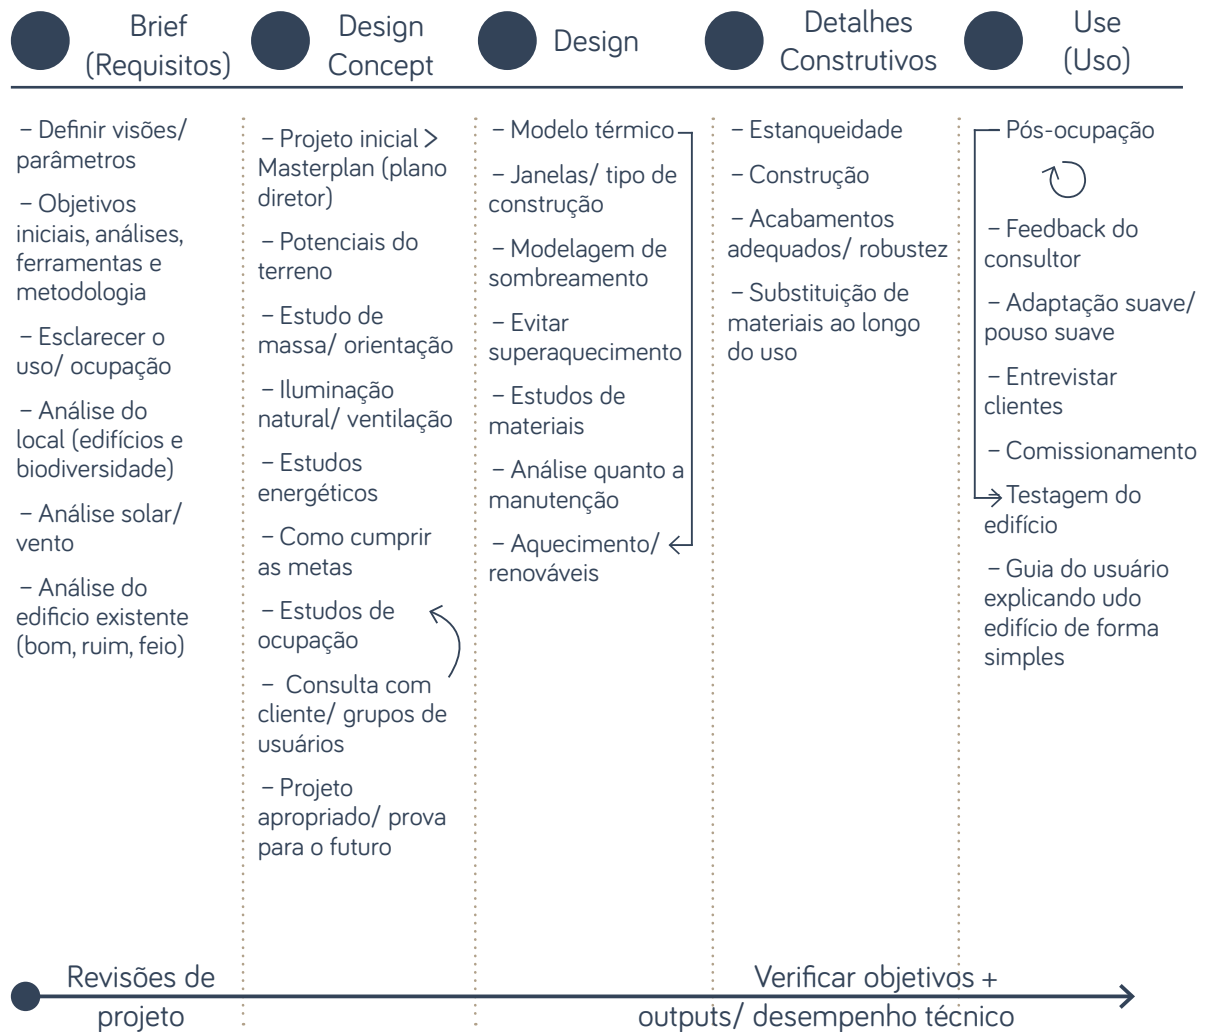 Brief
(Requisitos)
Design
Concept
Design
Detalhes
Construtivos
Use
(Uso)
– Definir visões/
parâmetros
– Objetivos
iniciais, análises,
ferramentas e
metodologia
– Esclarecer o
uso/ ocupação
– Análise do
local (edifícios e
biodiversidade)
– Análise solar/
vento
– Análise do
edificio existente
(bom, ruim, feio)
– Projeto inicial >
Masterplan (plano
diretor)
– Potenciais do
terreno
– Estudo de
massa/ orientação
– Iluminação
natural/ ventilação
– Estudos
energéticos
– Como cumprir
as metas
– Estudos de
ocupação
– Consulta com
cliente/ grupos de
usuários
– Projeto
apropriado/ prova
para o futuro
– Modelo térmico
– Janelas/ tipo de
construção
– Modelagem de
sombreamento
– Evitar
superaquecimento
– Estudos de
materiais
– Análise quanto a
manutenção
– Aquecimento/
renováveis
– Estanqueidade
– Construção
– Acabamentos
adequados/ robustez
– Substituição de
materiais ao longo
do uso
– Pós-ocupação
– Feedback do
consultor
– Adaptação suave/
pouso suave
– Entrevistar
clientes
– Comissionamento
Testagem do
edifício
– Guia do usuário
explicando udo
edifício de forma
simples
Revisões de
projeto
Verificar objetivos +
outputs/ desempenho técnico